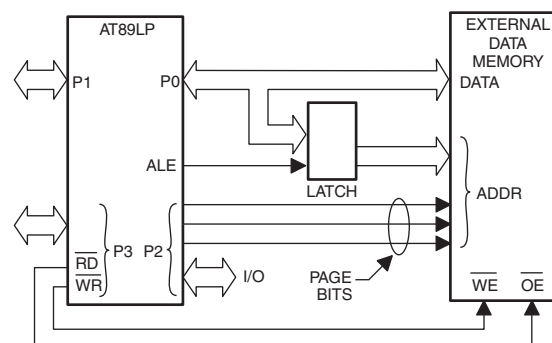 AT89LP
EXTERNAL
DATA
MEMORY
P1
P0
DATA
ALE
LATCH
ADDR
P3
P2
RD
WR
I/O
PAGE
BITS
WE
OE